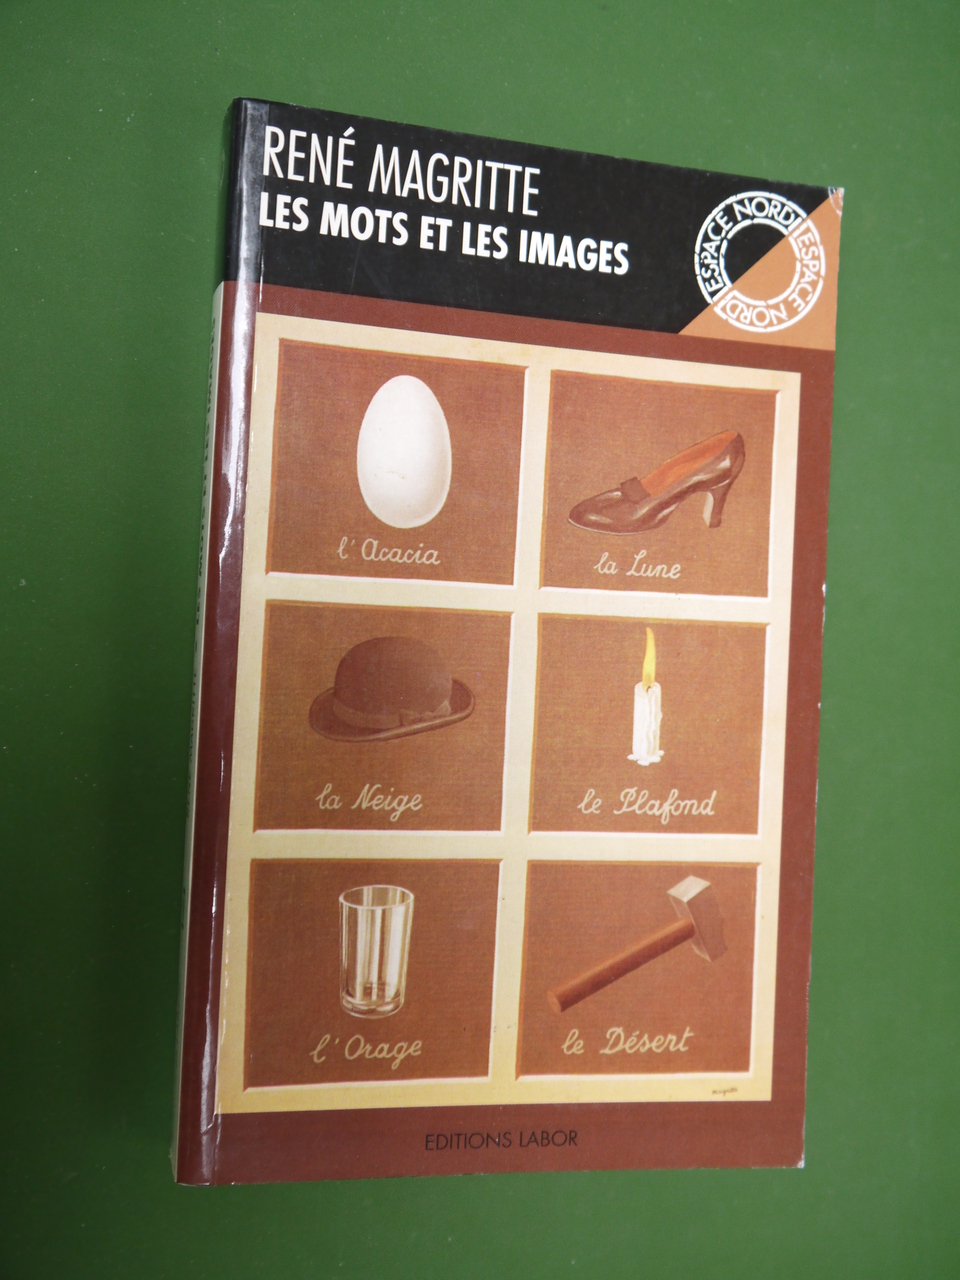 RENÉ MAGRITTE
LES MOTS ET LES IMAGES
ESPACE NORD
ESPACE NORD
l'Acacia
la Lune
la Neige
le Plafond
l'Orage
le Désert
magritte
EDITIONS LABOR